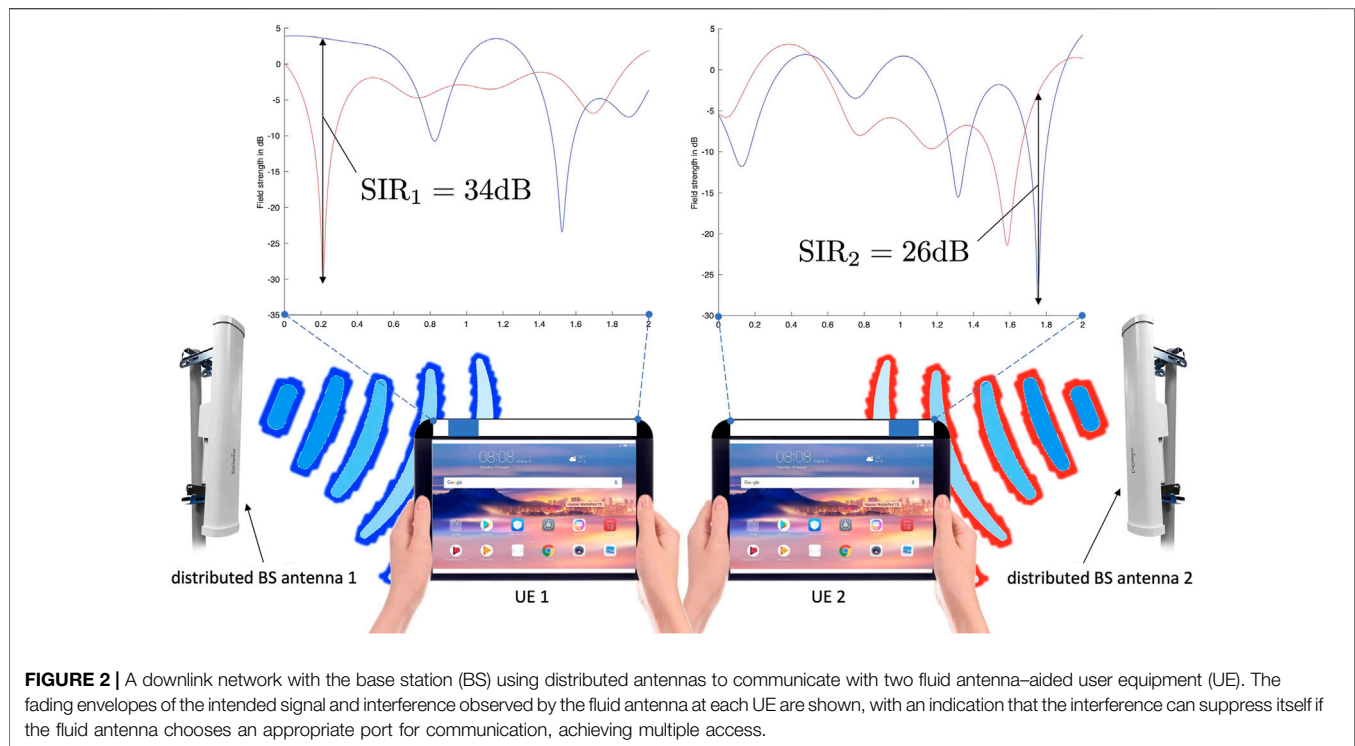 5
0
-5
-10
-15
-20
-25
-30
-35
Field strength in dB
0 0.2 0.4 0.6 0.8 1 1.2 1.4 1.6 1.8 2
SIR1 = 34dB
5
0
-5
-10
-15
-20
-25
-30
Field strength in dB
0 0.2 0.4 0.6 0.8 1 1.2 1.4 1.6 1.8 2
SIR2 = 26dB
08:08
Google
18
08:08
Google
18
distributed BS antenna 1
UE 1
UE 2
distributed BS antenna 2
FIGURE 2 | A downlink network with the base station (BS) using distributed antennas to communicate with two fluid antenna–aided user equipment (UE). The
fading envelopes of the intended signal and interference observed by the fluid antenna at each UE are shown, with an indication that the interference can suppress itself if
the fluid antenna chooses an appropriate port for communication, achieving multiple access.